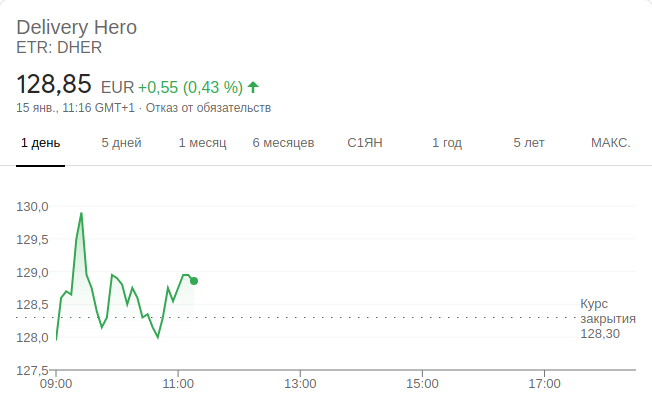 Delivery Hero
ETR: DHER
128,85 EUR +0,55 (0,43 %)
15 янв., 11:16 GMT+1 · Отказ от обязательств
1 день 5 дней 1 месяц 6 месяцев С1ЯН 1 год 5 лет МАКС.
130,0
129,5
129,0
128,5
128,0
127,5
Курс
закрытия
128,30
09:00 11:00 13:00 15:00 17:00